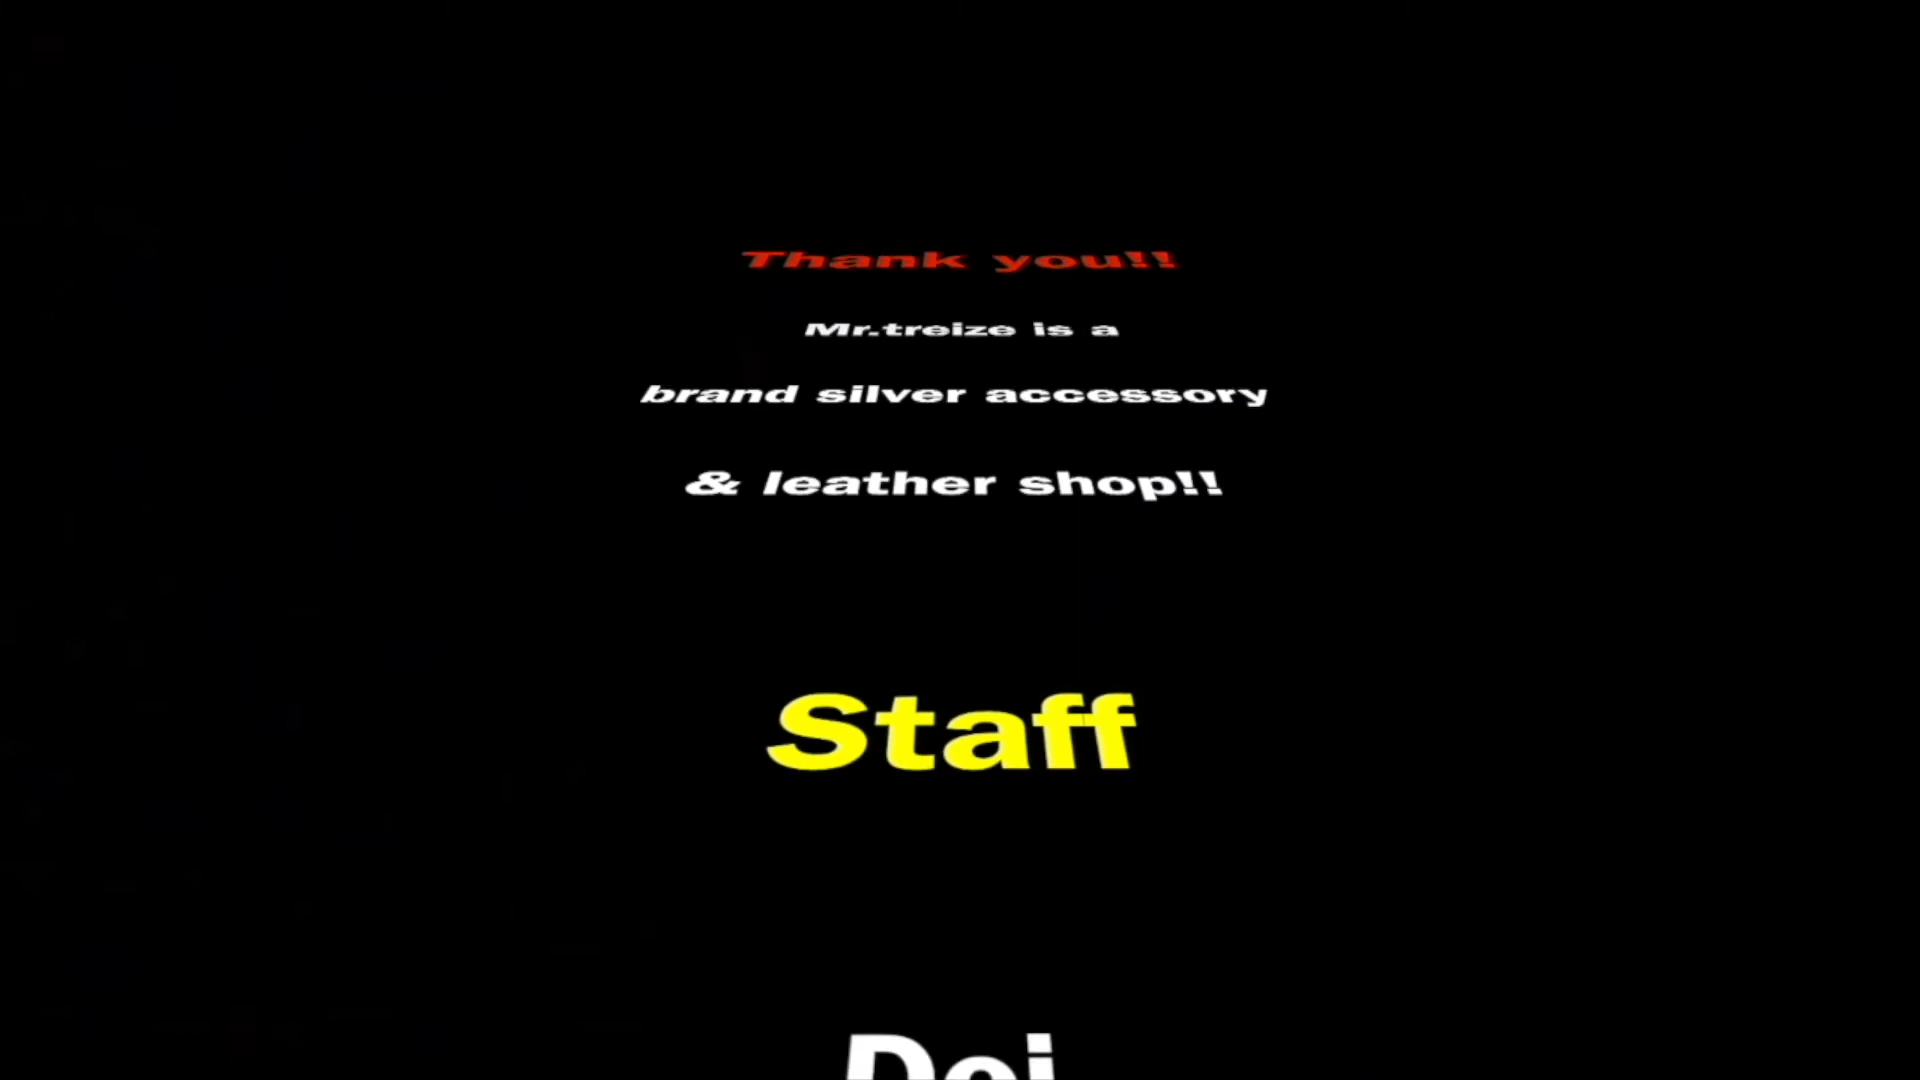 Thank you!!
Mr.treize is a
brand silver accessory
& leather shop!!
Staff